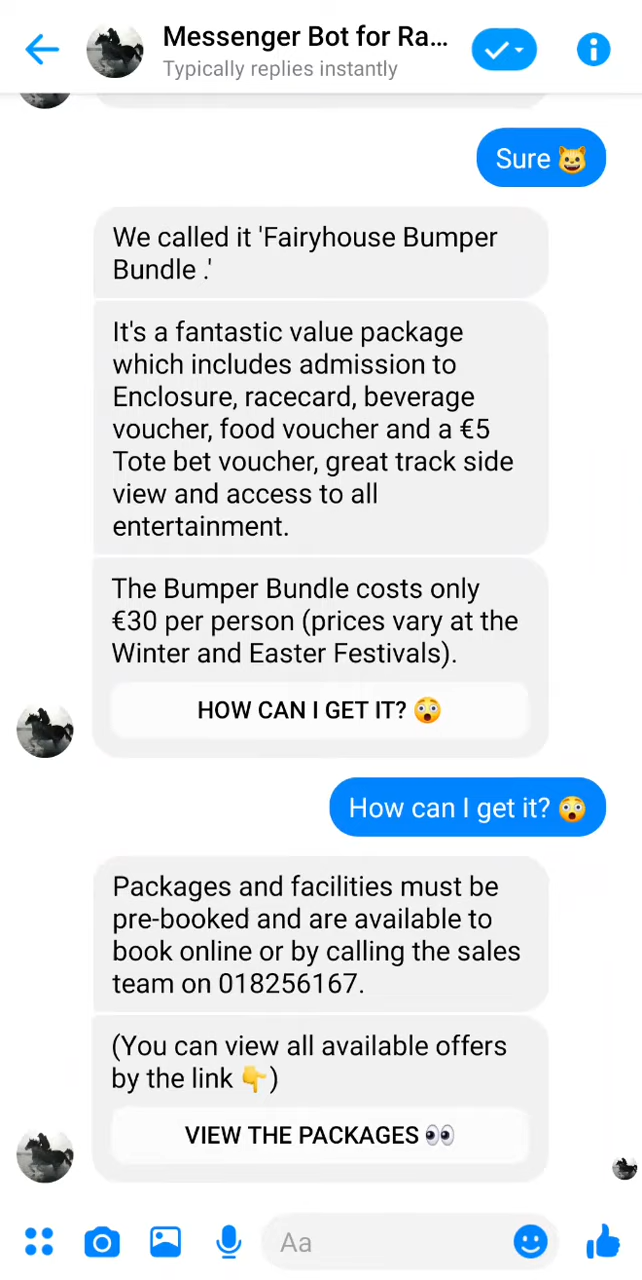 Messenger Bot for Ra...
Typically replies instantly
Sure 😺
We called it 'Fairyhouse Bumper
Bundle .'
It's a fantastic value package
which includes admission to
Enclosure, racecard, beverage
voucher, food voucher and a €5
Tote bet voucher, great track side
view and access to all
entertainment.
The Bumper Bundle costs only
€30 per person (prices vary at the
Winter and Easter Festivals).
HOW CAN I GET IT? 😲
How can I get it? 😲
Packages and facilities must be
pre-booked and are available to
book online or by calling the sales
team on 018256167.
(You can view all available offers
by the link 👇)
VIEW THE PACKAGES 👀
Aa